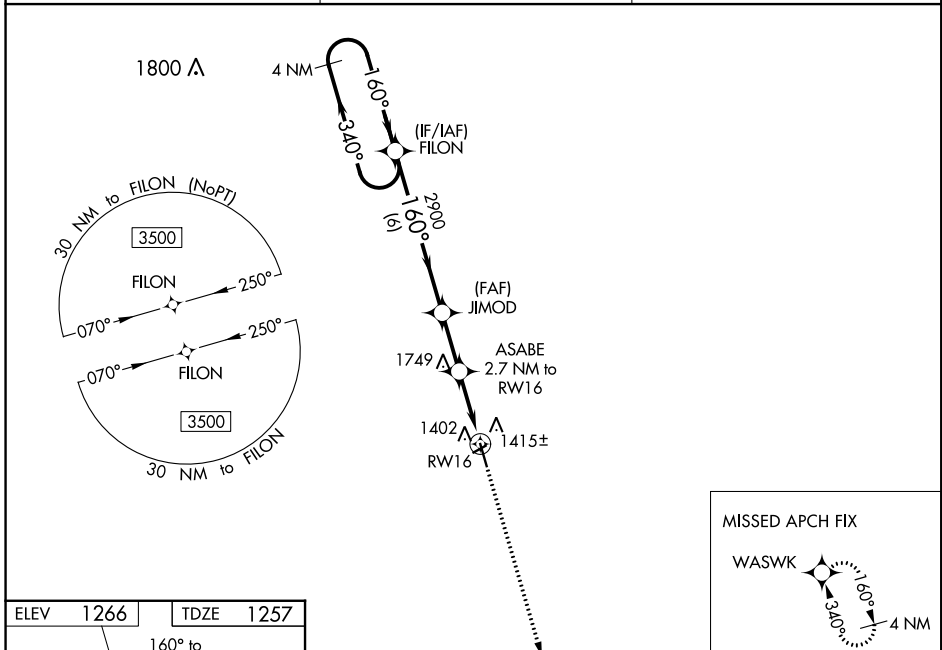 1800
4 NM
160°
340°
(IF/IAF)
FILON
2900
160°
(6)
30 NM to FILON (NoPT)
3500
FILON
250°
070°
(FAF)
JIMOD
250°
070°
FILON
3500
30 NM to FILON
1749
ASABE
2.7 NM to
RW16
1402
1415±
RW16
MISSED APCH FIX
WASWK
160°
340°
4 NM
ELEV 1266
TDZE 1257
160° to